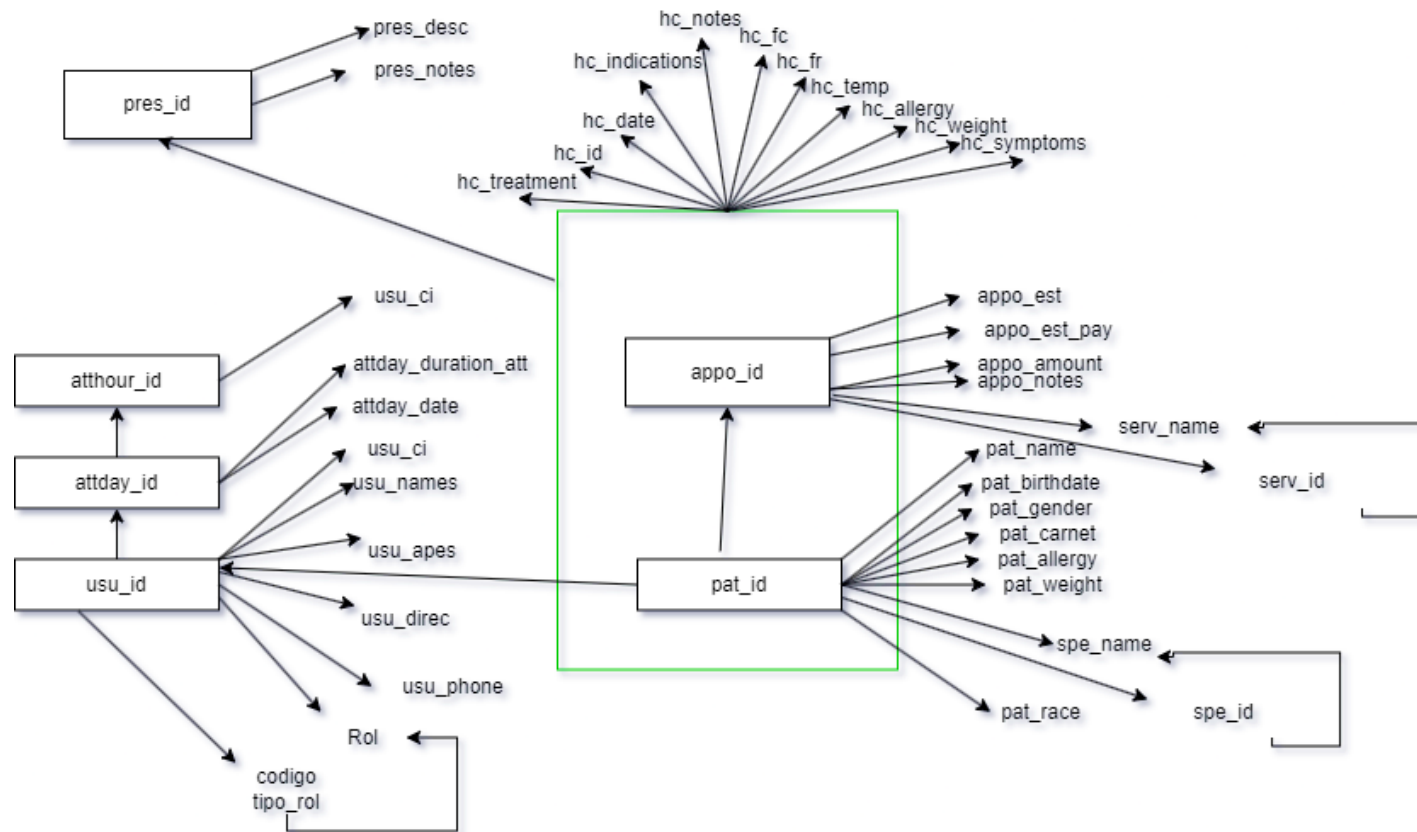 pres_desc
pres_notes
pres_id
hc_notes
hc_fc
hc_fr
hc_indications
hc_temp
hc_allergy
hc_date
hc_weight
hc_symptoms
hc_id
hc_treatment
usu_ci
atthour_id
attday_duration_att
attday_date
attday_id
usu_ci
usu_names
usu_apes
usu_id
usu_direc
usu_phone
Rol
codigo
tipo_rol
appo_est
appo_est_pay
appo_id
appo_amount
appo_notes
serv_name
serv_id
pat_name
pat_birthdate
pat_gender
pat_carnet
pat_allergy
pat_weight
pat_id
spe_name
spe_id
pat_race